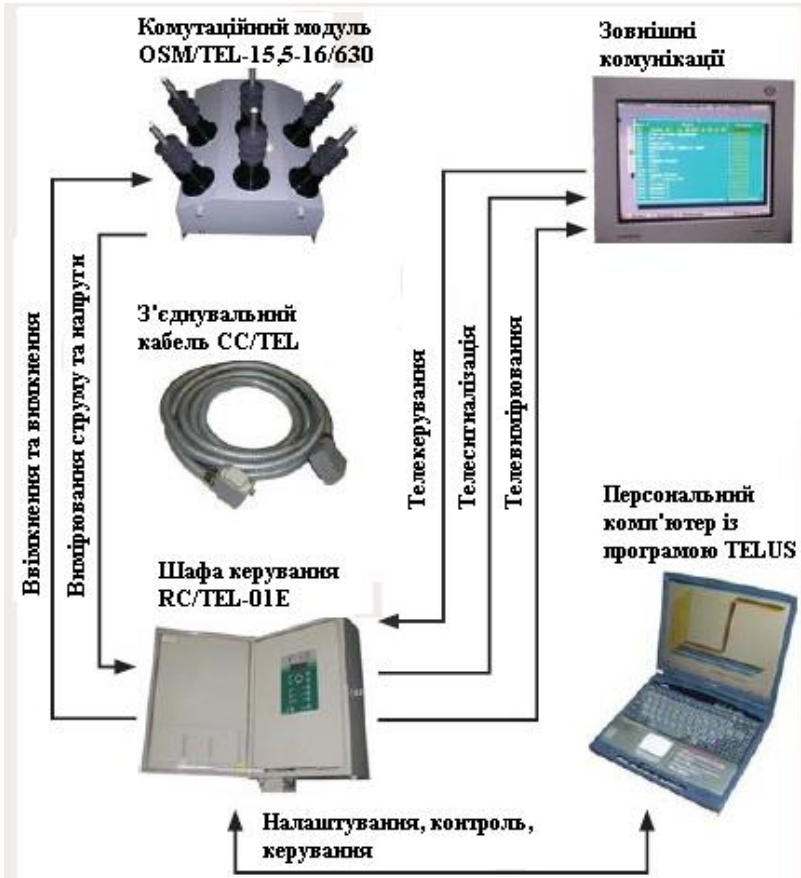 Комутаційний модуль
OSM/TEL-15,5-16/630
Зовнішні
комунікації
Ввімкнення та вимкнення
Вимірювання струму та напруги
З'єднувальний
кабель CC/TEL
Телекерування
Телесигналізація
Телевимірювання
Персональний
комп'ютер із
програмою TELUS
Шафа керування
RC/TEL-01E
Налаштування, контроль,
керування